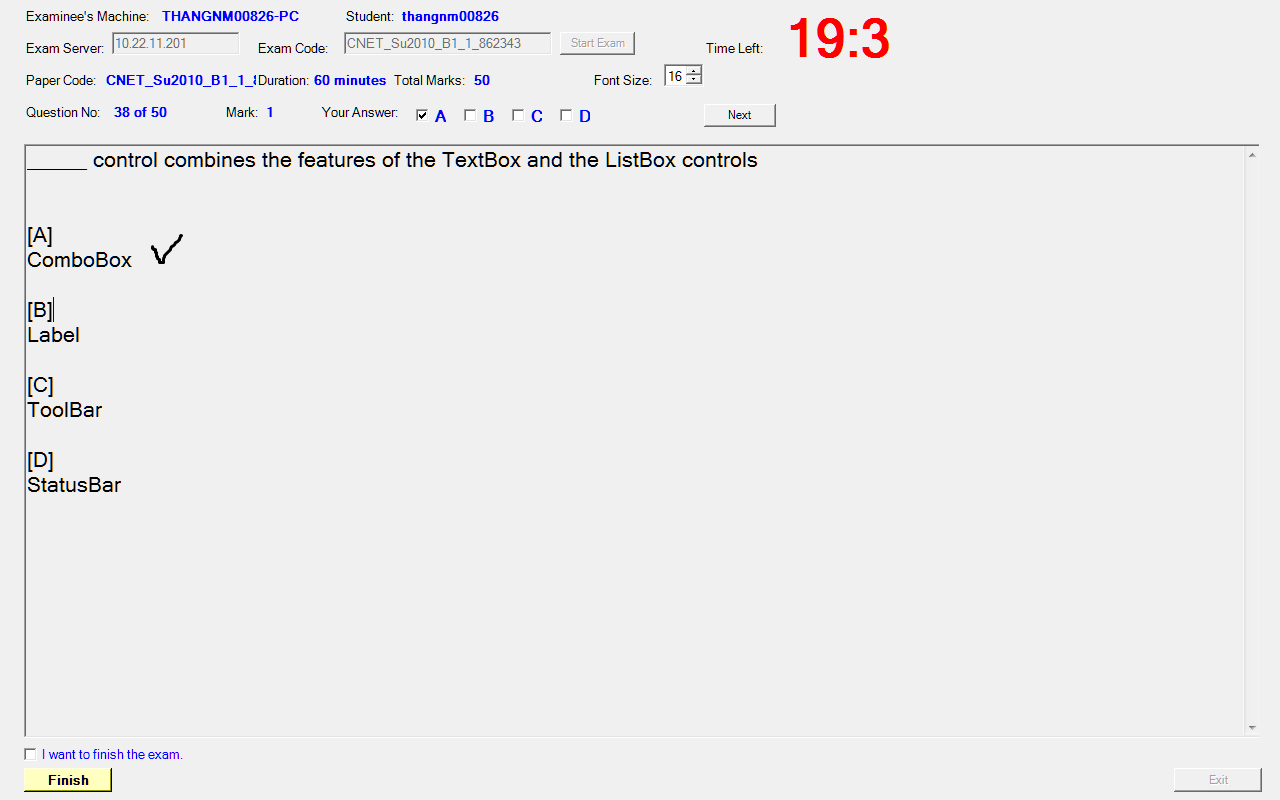 Examinee's Machine: THANGNM00826-PC Student: thangnm00826
Exam Server: 10.22.11.201 Exam Code: CNET_Su2010_B1_1_862343 Start Exam Time Left: 19:3
Paper Code: CNET_Su2010_B1_1_ Duration: 60 minutes Total Marks: 50 Font Size: 16
Question No: 38 of 50 Mark: 1 Your Answer: A B C D Next
_____ control combines the features of the TextBox and the ListBox controls
[A]
ComboBox
[B]
Label
[C]
ToolBar
[D]
StatusBar
I want to finish the exam.
Finish Exit